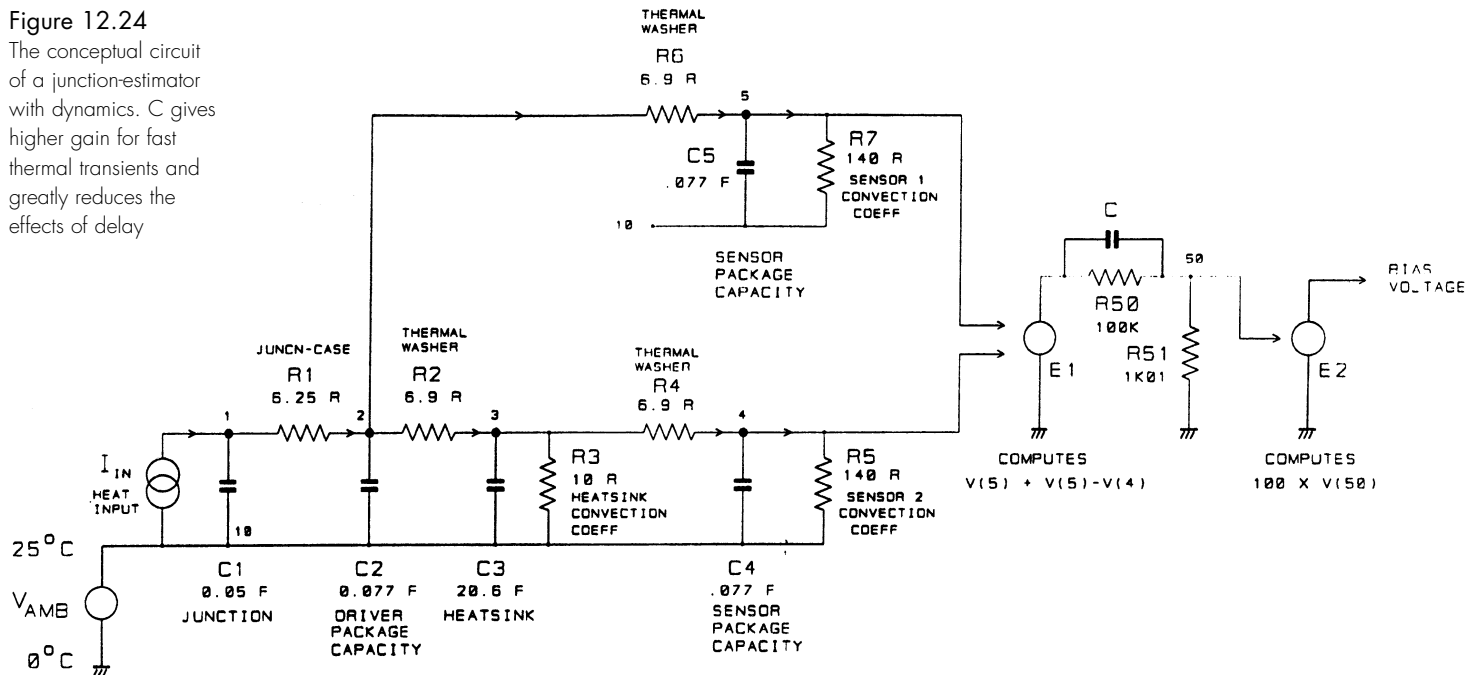 Figure 12.24
The conceptual circuit
of a junction-estimator
with dynamics. C gives
higher gain for fast
thermal transients and
greatly reduces the
effects of delay
THERMAL
WASHER
R6
6.9 R
5
C5
.077 F
R7
140 R
SENSOR 1
CONVECTION
COEFF
10
SENSOR
PACKAGE
CAPACITY
C
50
R50
100K
R51
1K01
E1
E2
BIAS
VOLTAGE
COMPUTES
V(5) + V(5)-V(4)
COMPUTES
100 X V(50)
JUNCN-CASE
R1
6.25 R
THERMAL
WASHER
R2
6.9 R
THERMAL
WASHER
R4
6.9 R
1
2
3
4
I IN
HEAT
INPUT
10
R3
10 R
HEATSINK
CONVECTION
COEFF
R5
140 R
SENSOR 2
CONVECTION
COEFF
25°C
VAMB
0°C
C1
0.05 F
JUNCTION
C2
0.077 F
DRIVER
PACKAGE
CAPACITY
C3
20.6 F
HEATSINK
C4
.077 F
SENSOR
PACKAGE
CAPACITY